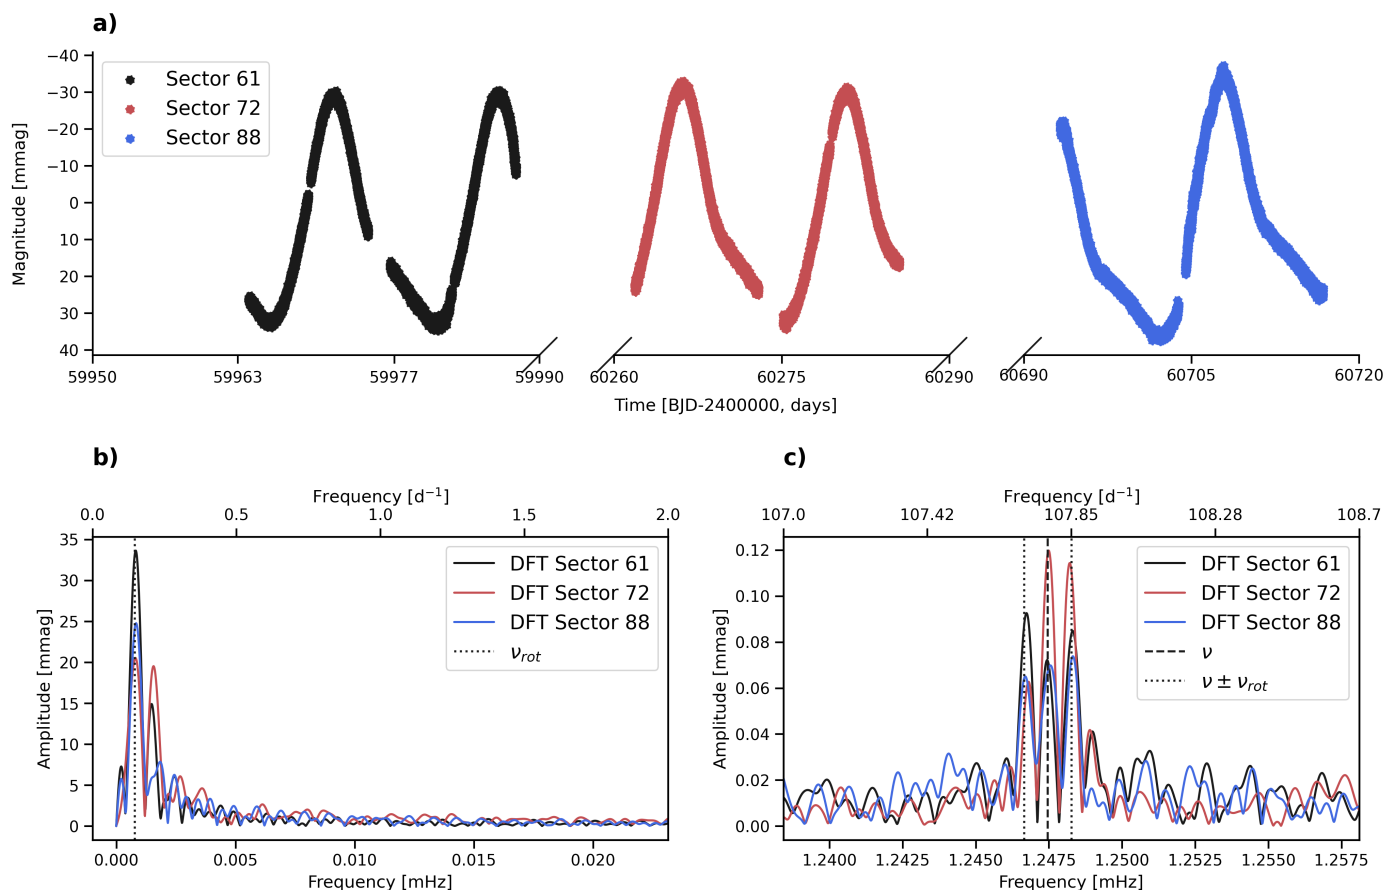 a)
−40
−30
−20
−10
0
10
20
30
40
Magnitude [mmag]
Sector 61
Sector 72
Sector 88
59950 59963 59977 59990 60260 60275 60290 60690 60705 60720
Time [BJD-2400000, days]
b)
Frequency [d⁻¹]
0.0 0.5 1.0 1.5 2.0
35
30
25
20
15
10
5
0
Amplitude [mmag]
DFT Sector 61
DFT Sector 72
DFT Sector 88
ν_rot
0.000 0.005 0.010 0.015 0.020
Frequency [mHz]
c)
Frequency [d⁻¹]
107.0 107.42 107.85 108.28 108.7
0.12
0.10
0.08
0.06
0.04
0.02
0.00
Amplitude [mmag]
DFT Sector 61
DFT Sector 72
DFT Sector 88
ν
ν ± ν_rot
1.2400 1.2425 1.2450 1.2475 1.2500 1.2525 1.2550 1.2575
Frequency [mHz]